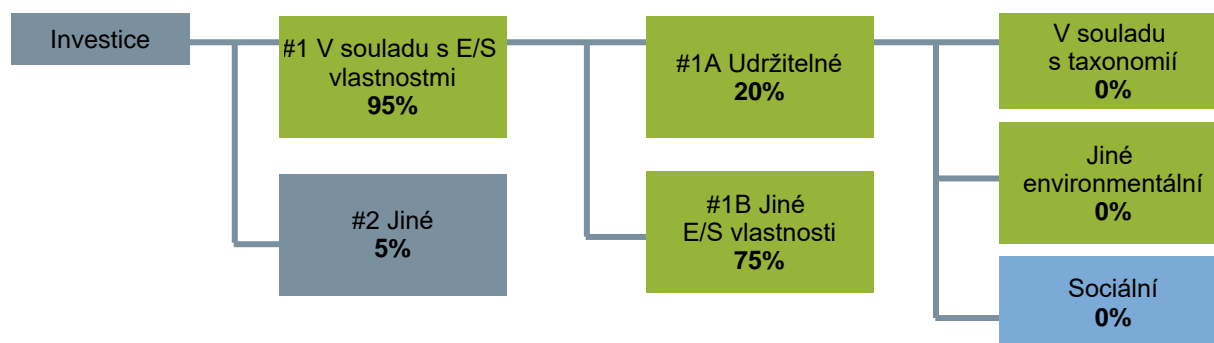 Investice
#1 V souladu s E/S
vlastnostmi
95%
#2 Jiné
5%
#1A Udržitelné
20%
#1B Jiné
E/S vlastnosti
75%
V souladu
s taxonomií
0%
Jiné
environmentální
0%
Sociální
0%